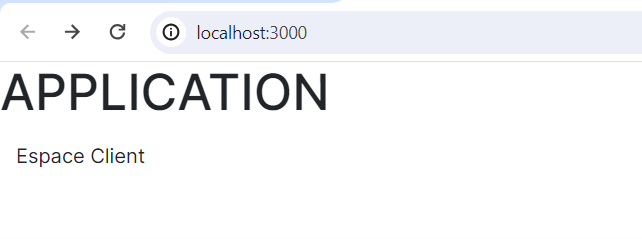 localhost:3000
APPLICATION
Espace Client